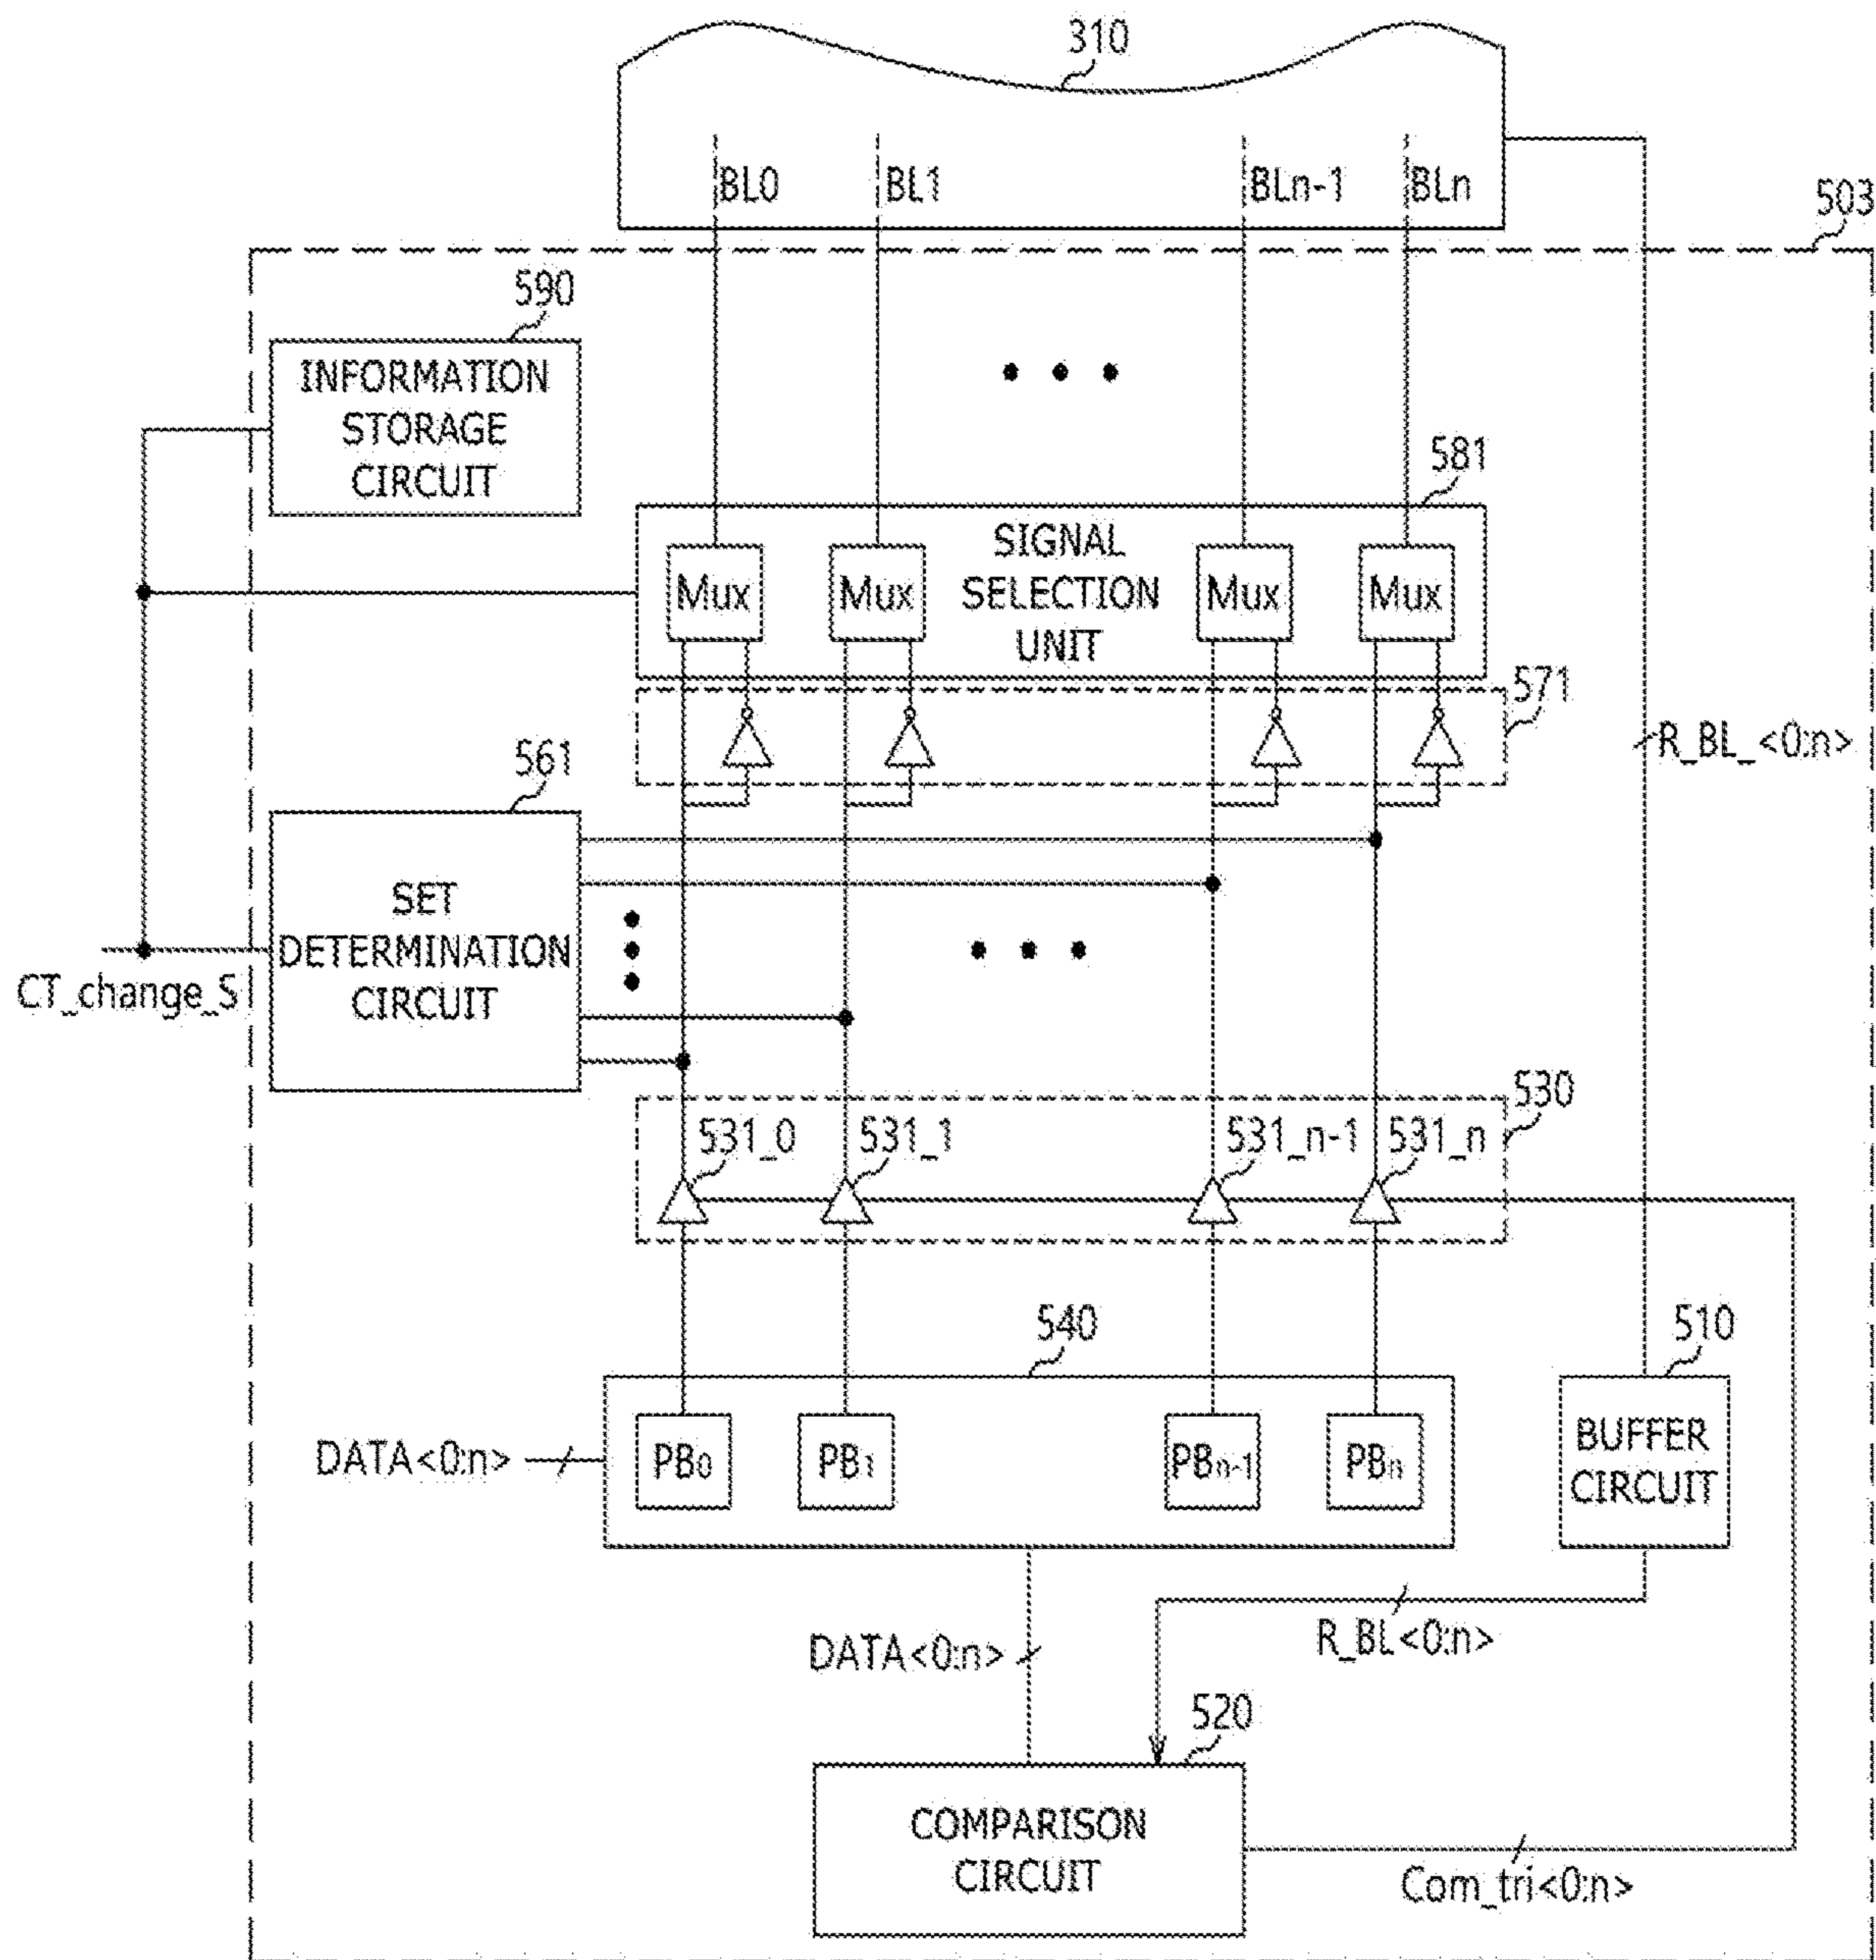 310
BL0
BL1
BLn-1
BLn
503
590
INFORMATION
STORAGE
CIRCUIT
581
SIGNAL
SELECTION
UNIT
Mux
Mux
Mux
Mux
571
R_BL_<0:n>
561
SET
DETERMINATION
CIRCUIT
CT_change_S
530
531_0
531_1
531_n-1
531_n
540
510
DATA<0:n>
PB0
PB1
PBn-1
PBn
BUFFER
CIRCUIT
R_BL<0:n>
DATA<0:n>
520
COMPARISON
CIRCUIT
Com_tri<0:n>